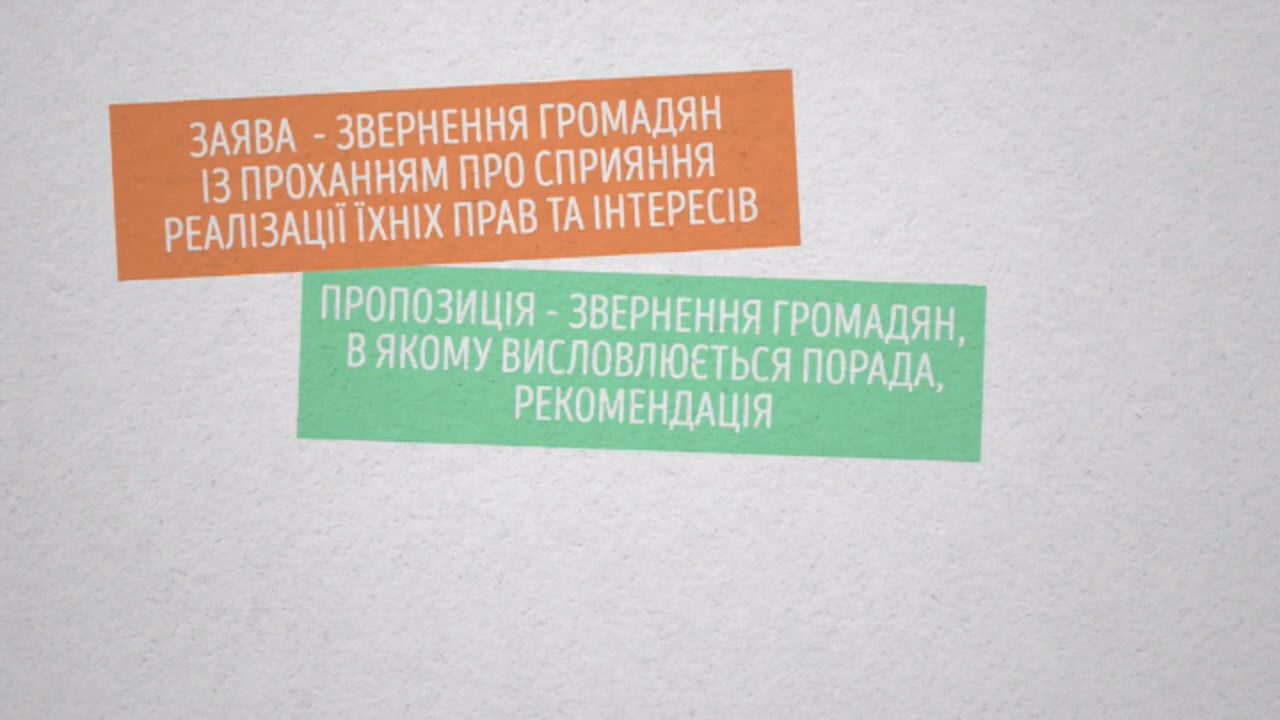 ЗАЯВА - ЗВЕРНЕННЯ ГРОМАДЯН
ІЗ ПРОХАННЯМ ПРО СПРИЯННЯ
РЕАЛІЗАЦІЇ ЇХНІХ ПРАВ ТА ІНТЕРЕСІВ
ПРОПОЗИЦІЯ - ЗВЕРНЕННЯ ГРОМАДЯН,
В ЯКОМУ ВИСЛОВЛЮЄТЬСЯ ПОРАДА,
РЕКОМЕНДАЦІЯ